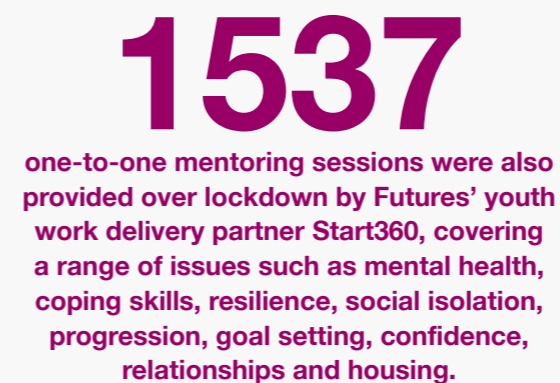 1537
one-to-one mentoring sessions were also
provided over lockdown by Futures’ youth
work delivery partner Start360, covering
a range of issues such as mental health,
coping skills, resilience, social isolation,
progression, goal setting, confidence,
relationships and housing.